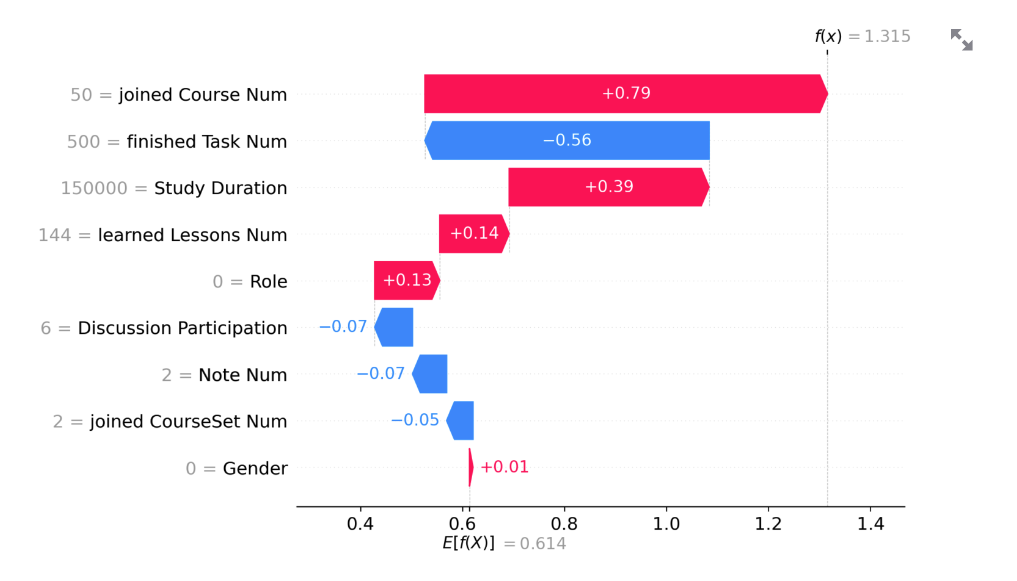 f(x) = 1.315
50 = joined Course Num
+0.79
500 = finished Task Num
−0.56
150000 = Study Duration
+0.39
144 = learned Lessons Num
+0.14
0 = Role
+0.13
6 = Discussion Participation
−0.07
2 = Note Num
−0.07
2 = joined CourseSet Num
−0.05
0 = Gender
+0.01
0.4 0.6 0.8 1.0 1.2 1.4
E[f(X)] = 0.614